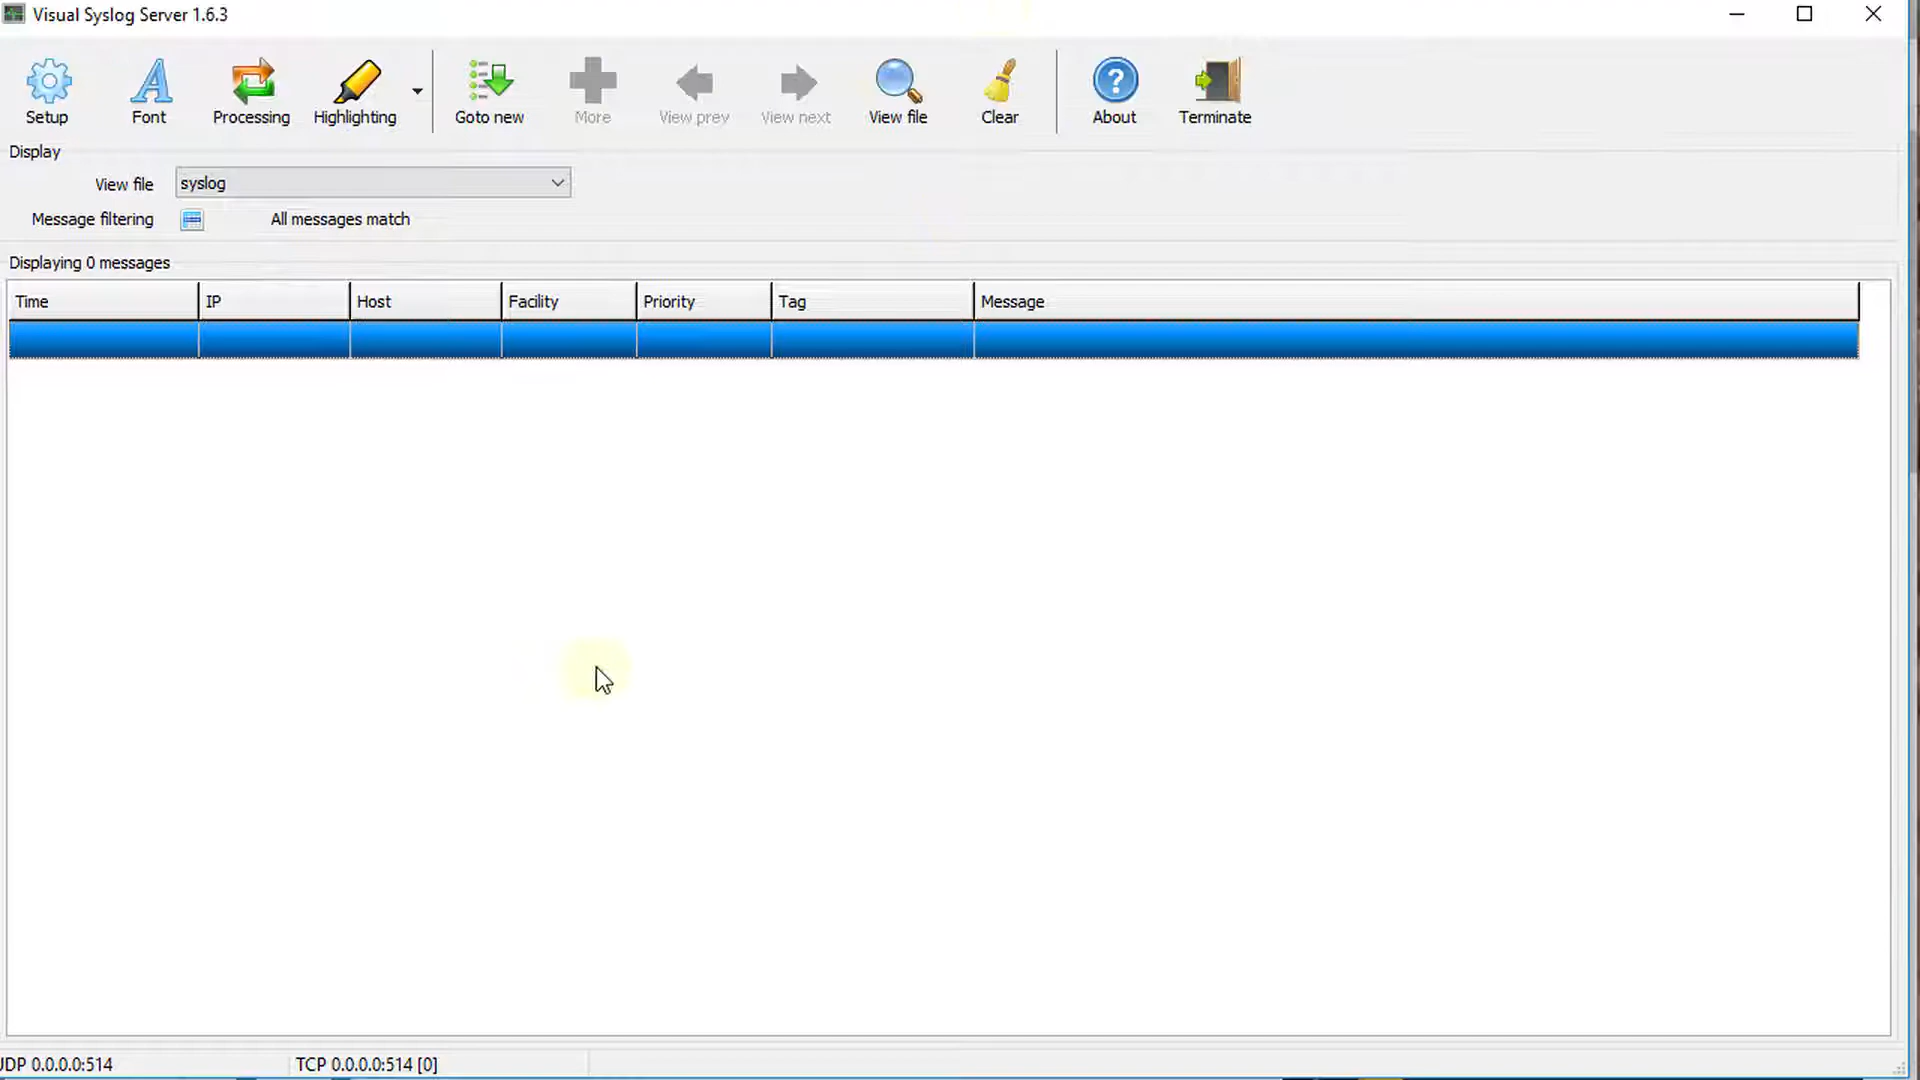 Visual Syslog Server 1.6.3
Setup Font Processing Highlighting Goto new More View prev View next View file Clear About Terminate
Display
View file syslog
Message filtering All messages match
Displaying 0 messages
Time IP Host Facility Priority Tag Message
UDP 0.0.0.0:514 TCP 0.0.0.0:514 [0]